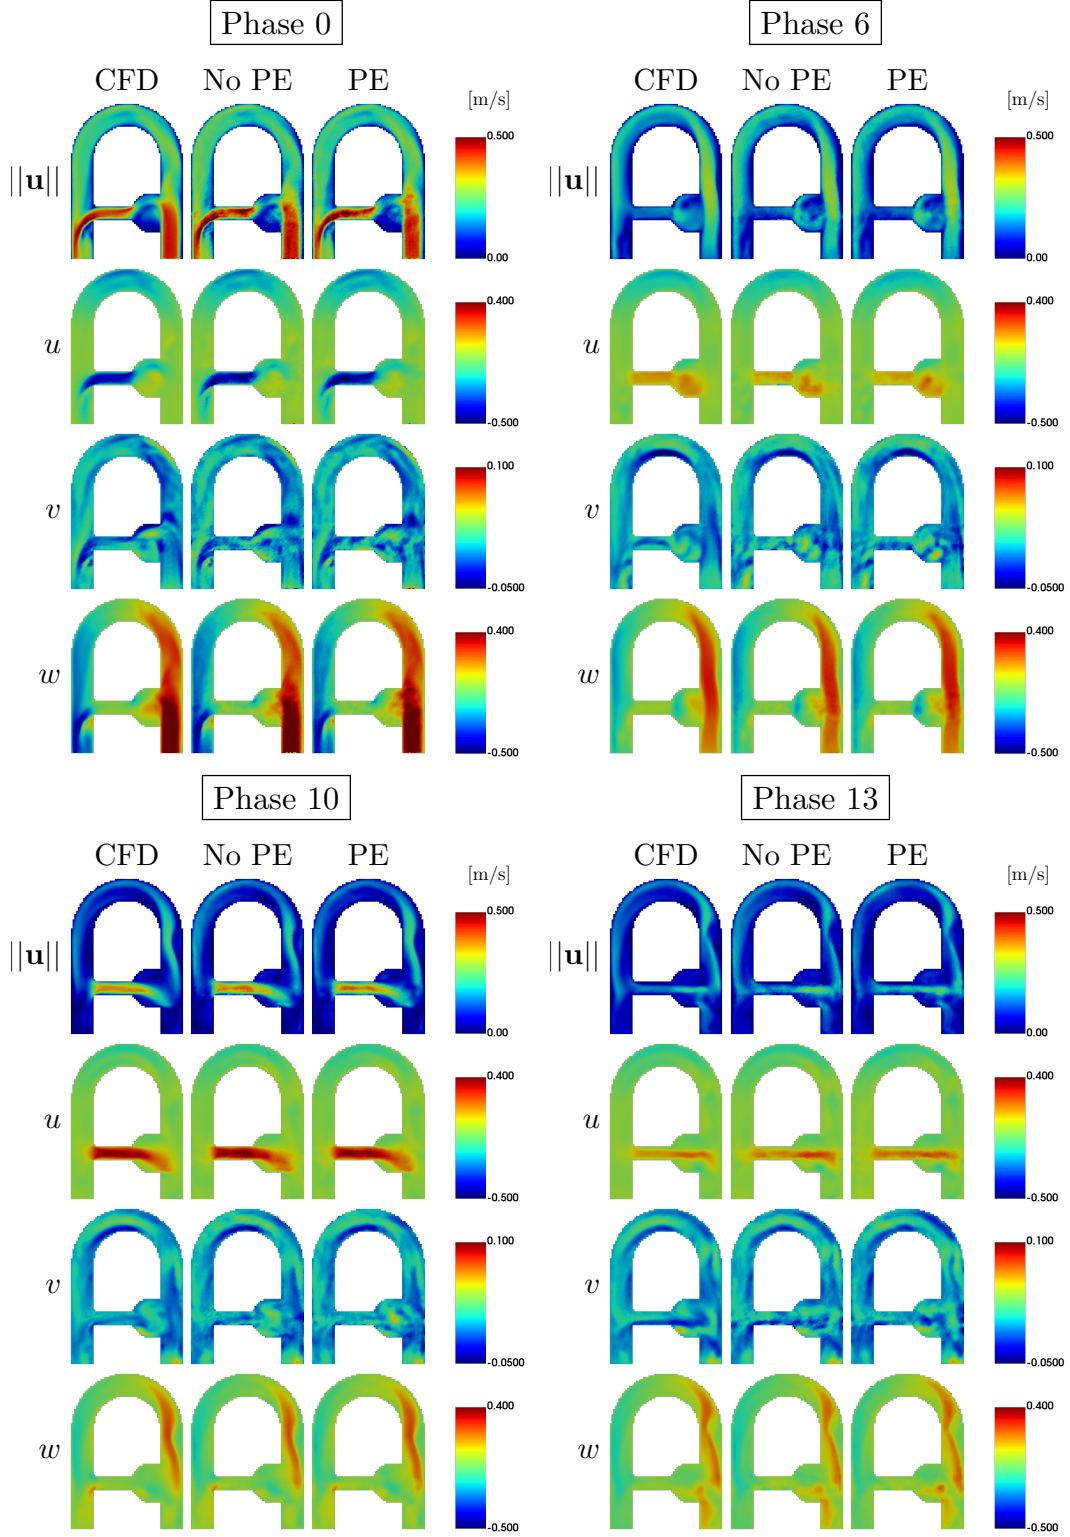 Phase 0
CFD No PE PE
[m/s]
||u||
0.500
0.00
u
0.400
-0.500
v
0.100
-0.0500
w
0.400
-0.500
Phase 6
CFD No PE PE
[m/s]
||u||
0.500
0.00
u
0.400
-0.500
v
0.100
-0.0500
w
0.400
-0.500
Phase 10
CFD No PE PE
[m/s]
||u||
0.500
0.00
u
0.400
-0.500
v
0.100
-0.0500
w
0.400
-0.500
Phase 13
CFD No PE PE
[m/s]
||u||
0.500
0.00
u
0.400
-0.500
v
0.100
-0.0500
w
0.400
-0.500